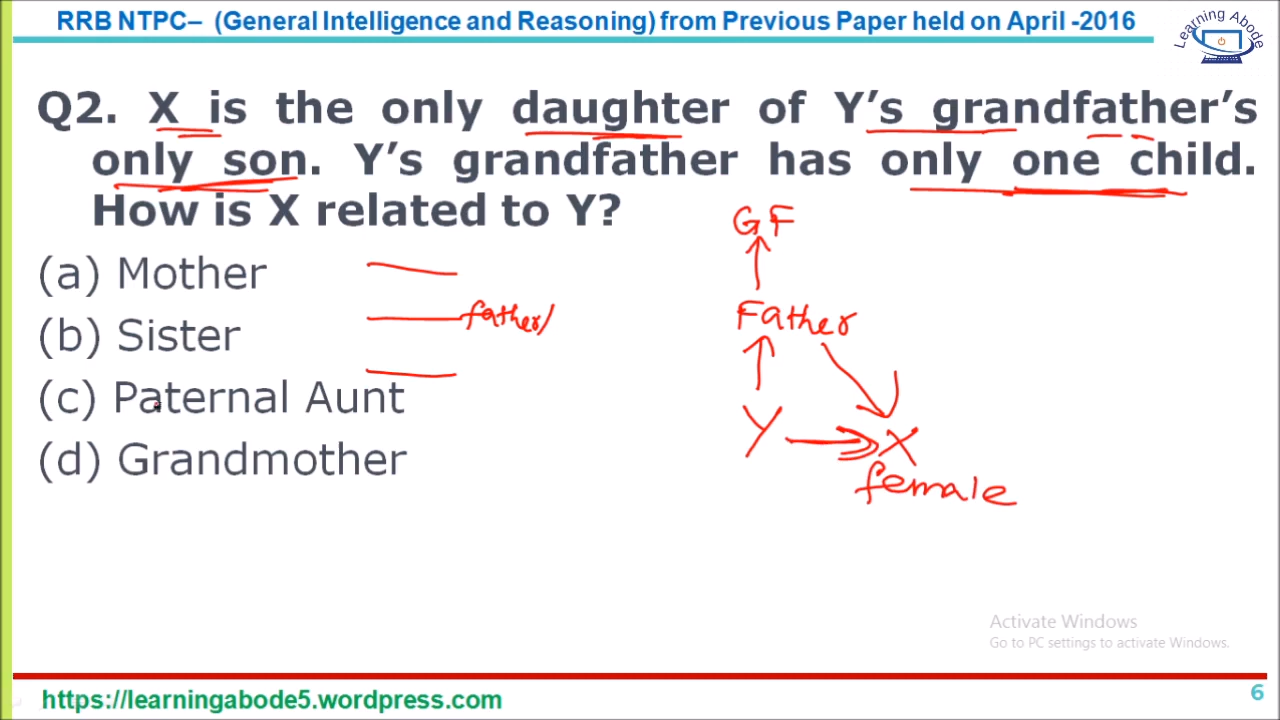 RRB NTPC– (General Intelligence and Reasoning) from Previous Paper held on April -2016
Learning Abode
Q2. X is the only daughter of Y’s grandfather’s
only son. Y’s grandfather has only one child.
How is X related to Y?
GF
(a) Mother
Father
(b) Sister
father/
(c) Paternal Aunt
Y
X
(d) Grandmother
female
Activate Windows
Go to PC settings to activate Windows.
https://learningabode5.wordpress.com
6